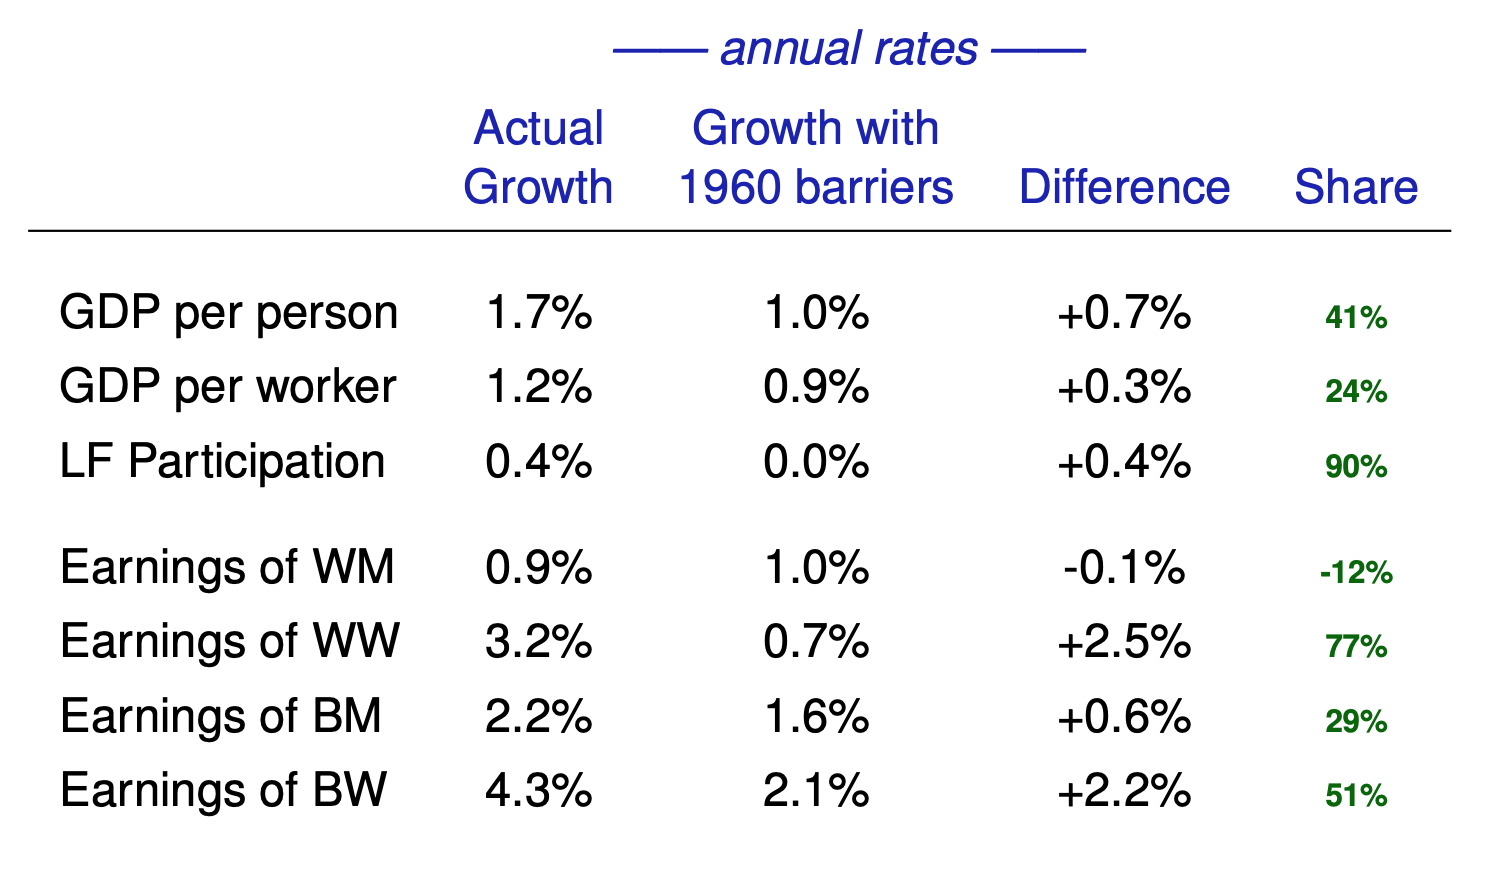 annual rates
Actual Growth with
Growth 1960 barriers Difference Share
GDP per person 1.7% 1.0% +0.7% 41%
GDP per worker 1.2% 0.9% +0.3% 24%
LF Participation 0.4% 0.0% +0.4% 90%
Earnings of WM 0.9% 1.0% -0.1% -12%
Earnings of WW 3.2% 0.7% +2.5% 77%
Earnings of BM 2.2% 1.6% +0.6% 29%
Earnings of BW 4.3% 2.1% +2.2% 51%